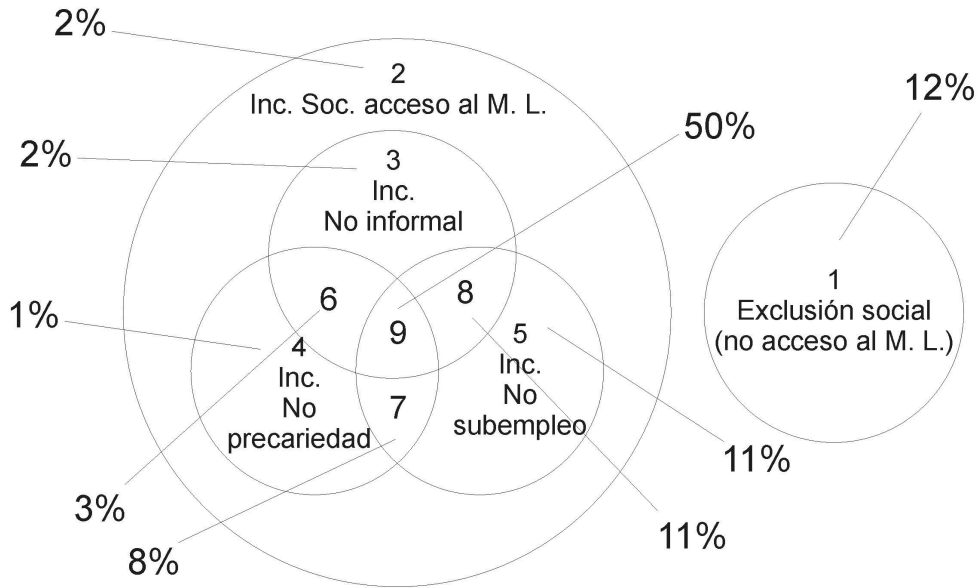 2%
2
Inc. Soc. acceso al M. L.
12%
50%
2%
3
Inc.
No informal
1
Exclusión social
(no acceso al M. L.)
6
8
1%
9
4
Inc.
No
precariedad
5
Inc.
No
subempleo
7
11%
3%
11%
8%